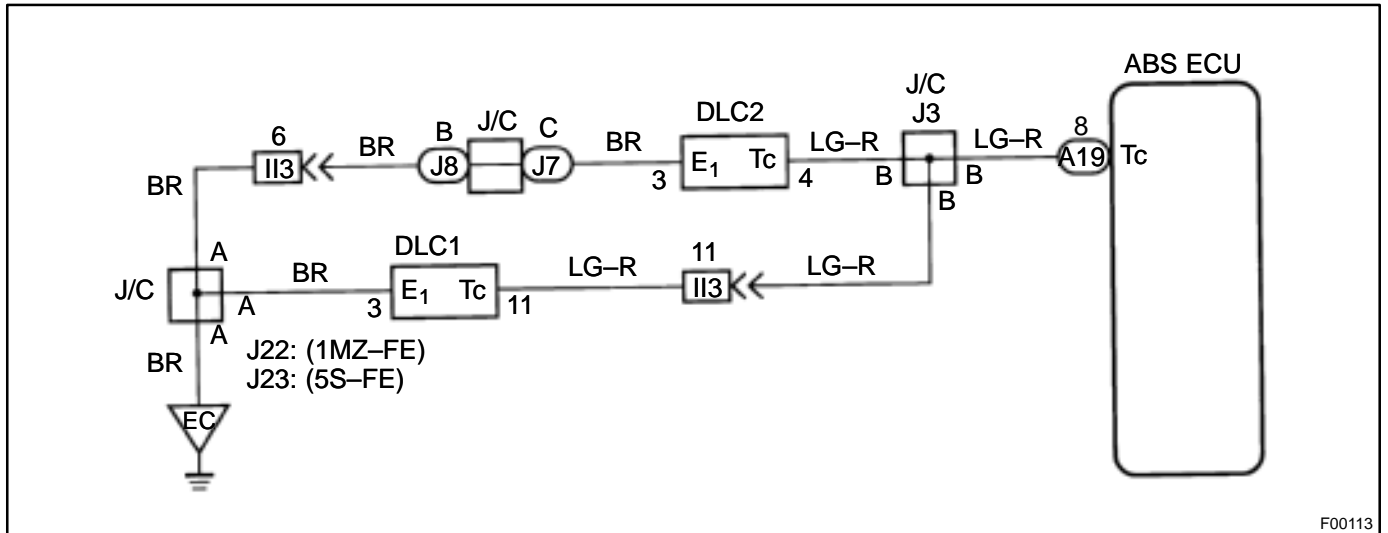 ABS ECU
J/C
J3
DLC2
6
B
J/C
C
BR
LG–R
LG–R
8
II3
BR
J8
J7
E1
Tc
A19
Tc
3
4
B
B
B
BR
DLC1
11
A
BR
LG–R
LG–R
J/C
E1
Tc
II3
A
3
11
A
BR
J22: (1MZ–FE)
J23: (5S–FE)
EC
F00113